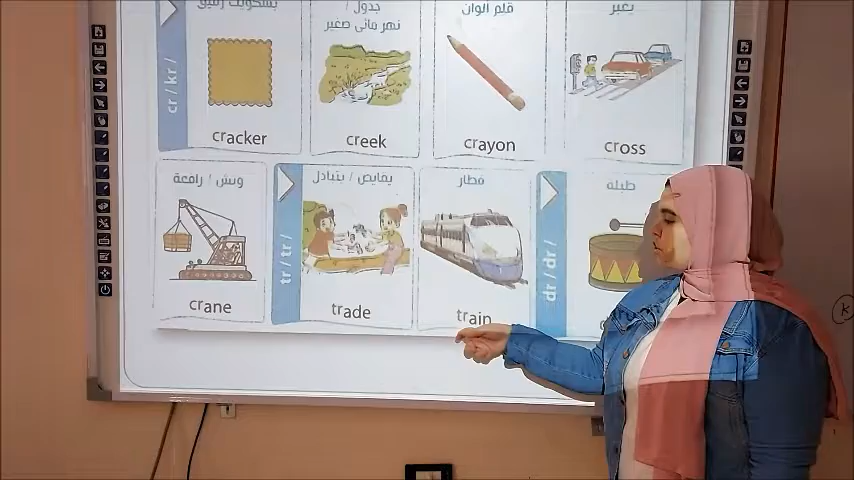 بسكويت رقيق
جدول /
نهر مائى صغير
قلم ألوان
يعبر
cr / kr /
cracker
creek
crayon
cross
ونش / رافعة
يقايض / يتبادل
قطار
طبلة
tr / tr /
dr / dr /
crane
trade
train
K